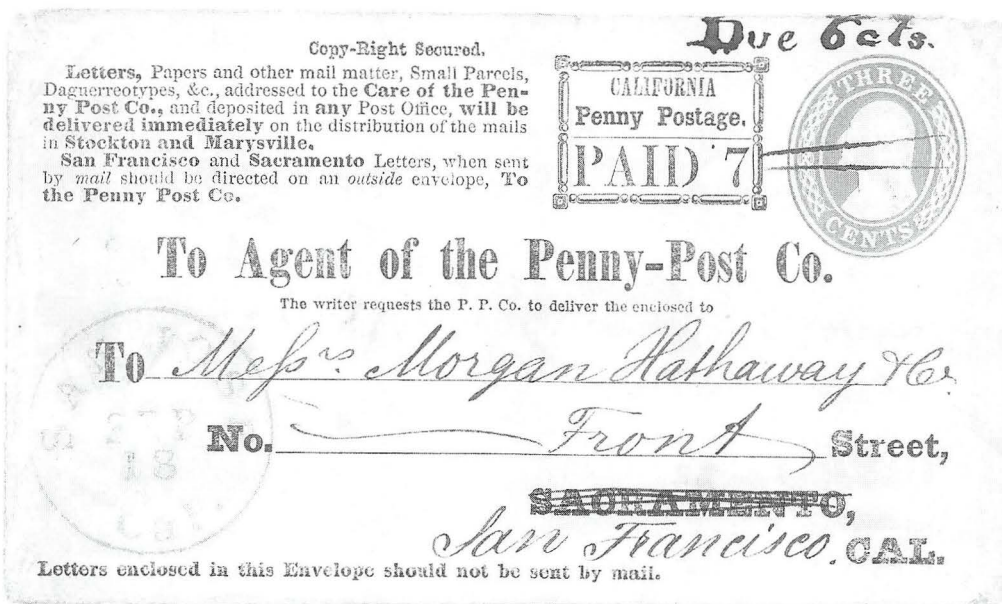 Due 6cts.
Copy-Right Secured.
Letters, Papers and other mail matter, Small Parcels,
Daguerreotypes, &c., addressed to the Care of the Pen-
ny Post Co., and deposited in any Post Office, will be
delivered immediately on the distribution of the mails
in Stockton and Marysville.
San Francisco and Sacramento Letters, when sent
by mail should be directed on an outside envelope, To
the Penny Post Co.
CALIFORNIA
Penny Postage.
PAID 7
THREE
CENTS
To Agent of the Penny-Post Co.
The writer requests the P. P. Co. to deliver the enclosed to
To Messrs. Morgan Hathaway & Co
No. Front Street,
SACRAMENTO,
San Francisco. CAL.
Letters enclosed in this Envelope should not be sent by mail.
18
Cal.